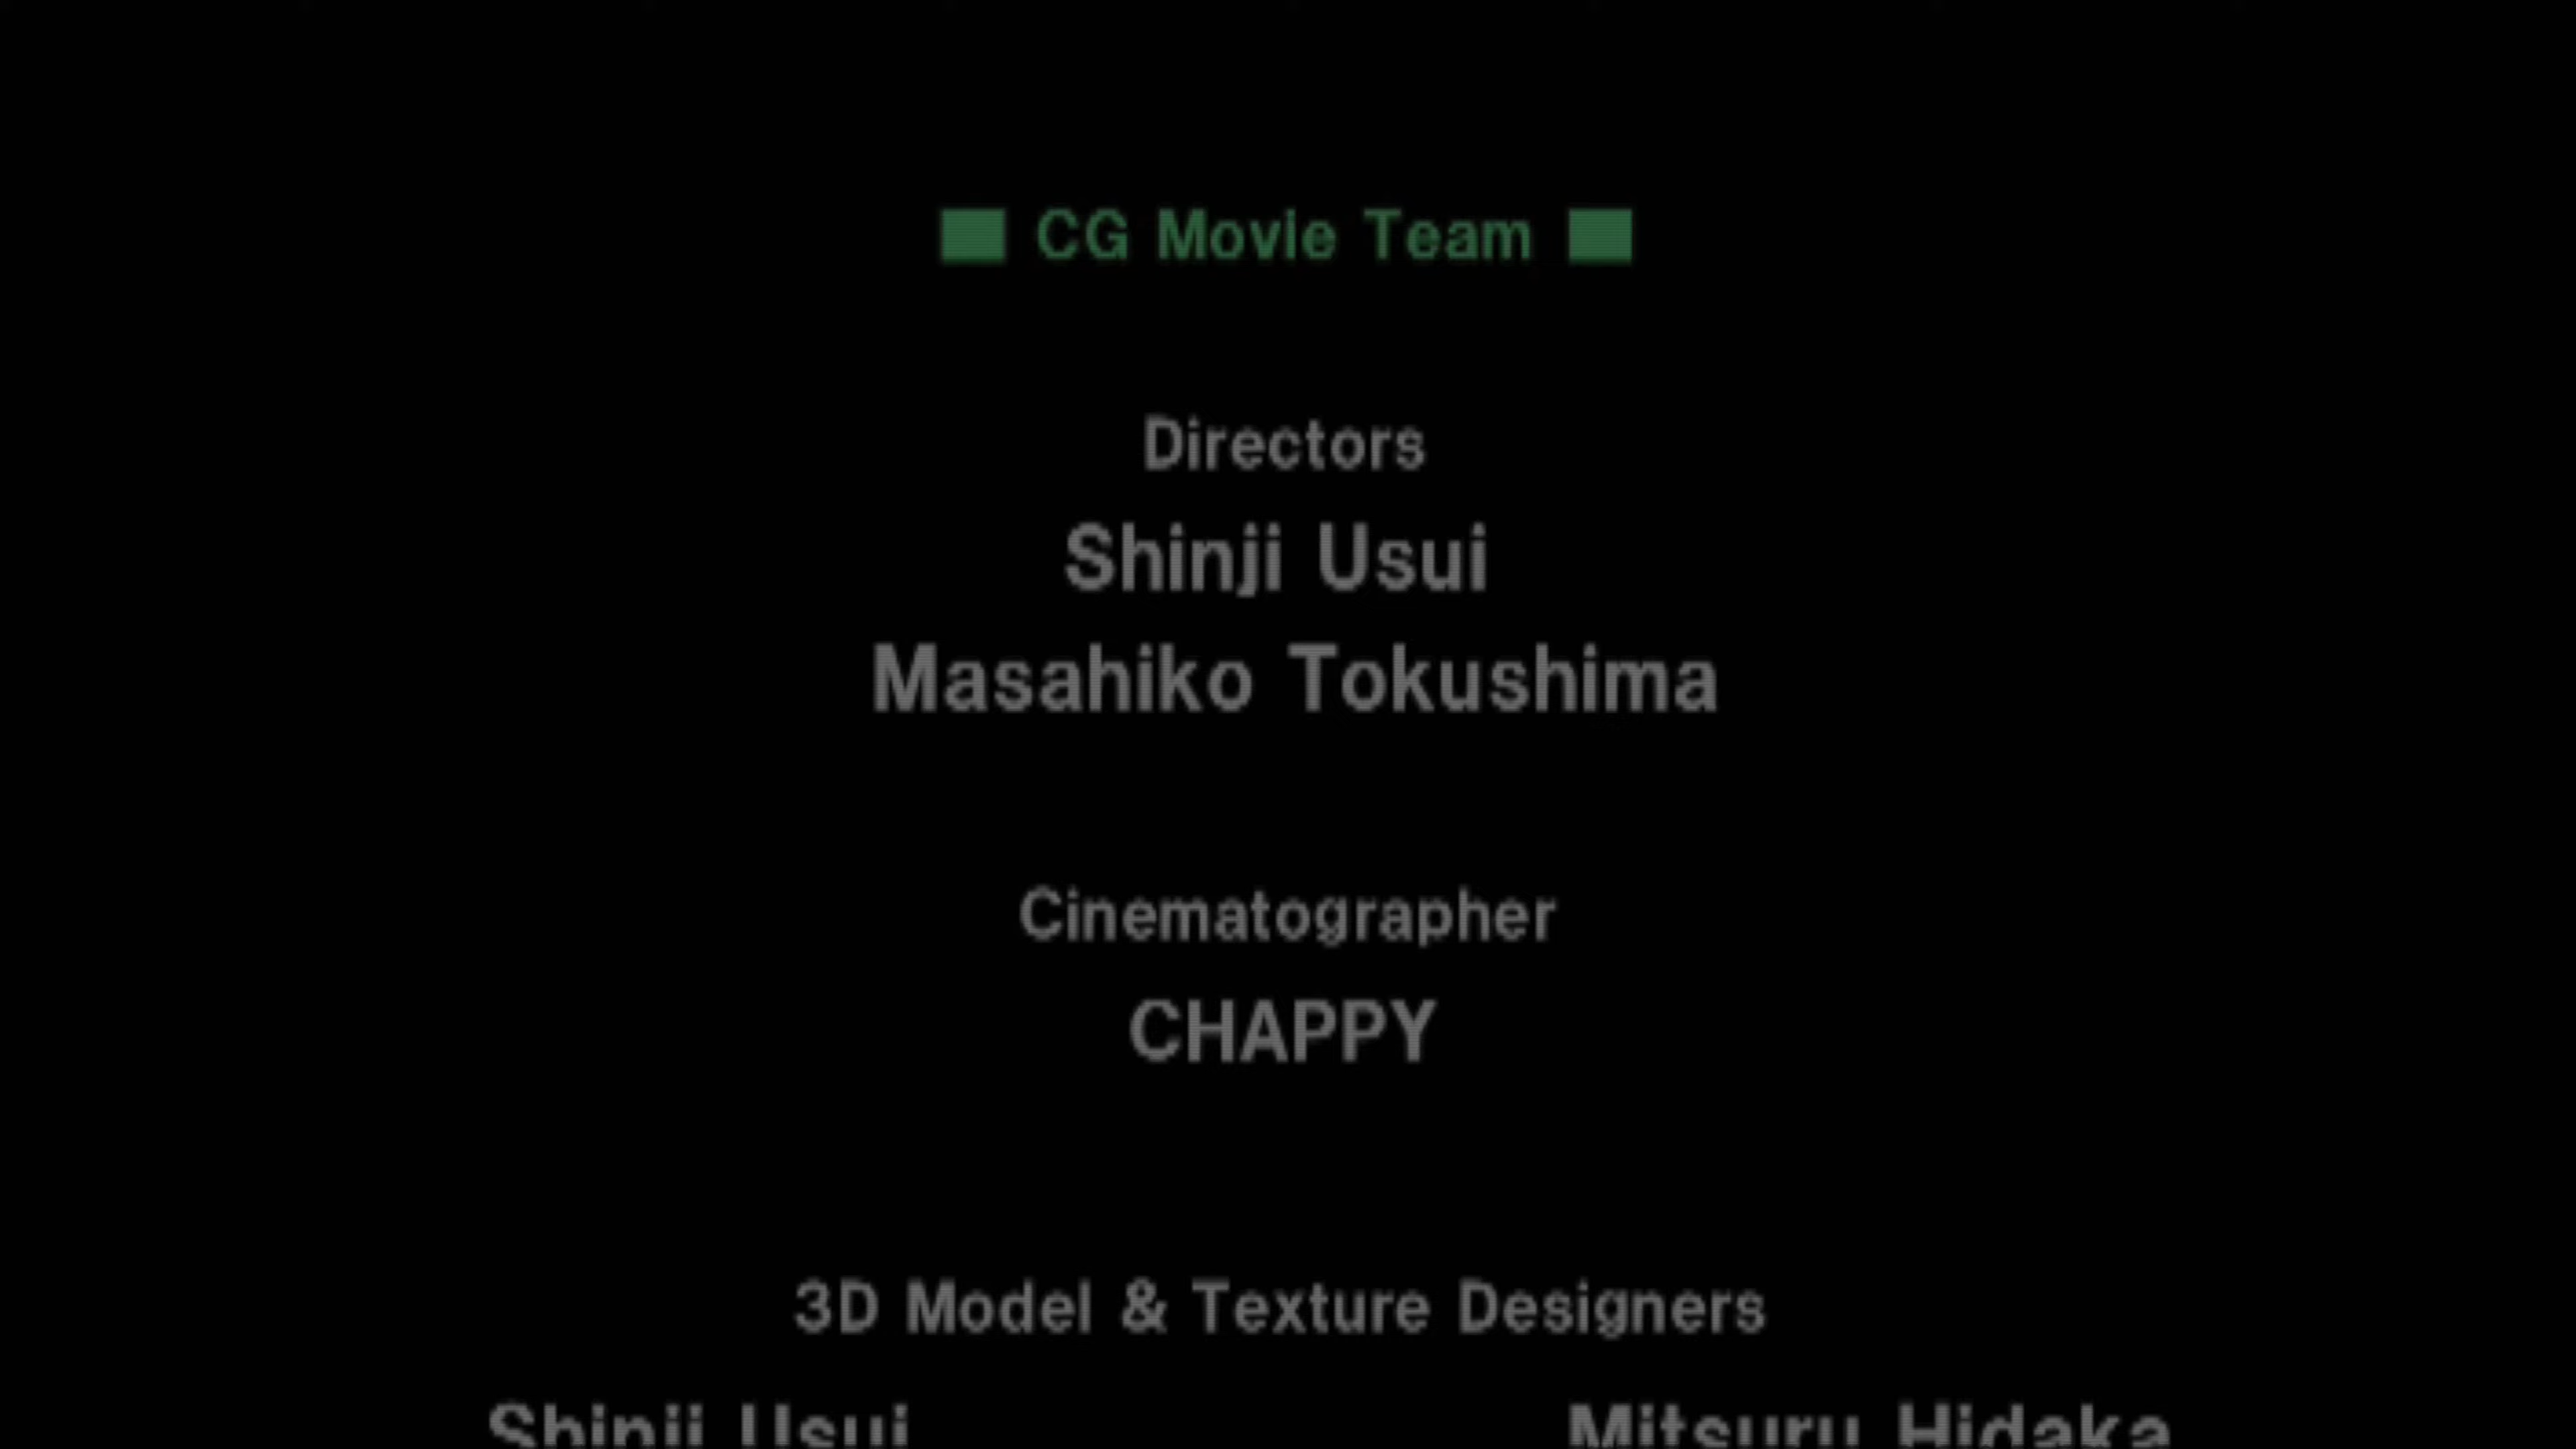 ■ CG Movie Team ■
Directors
Shinji Usui
Masahiko Tokushima
Cinematographer
CHAPPY
3D Model & Texture Designers
Shinji Usui Mitsuru Hidaka